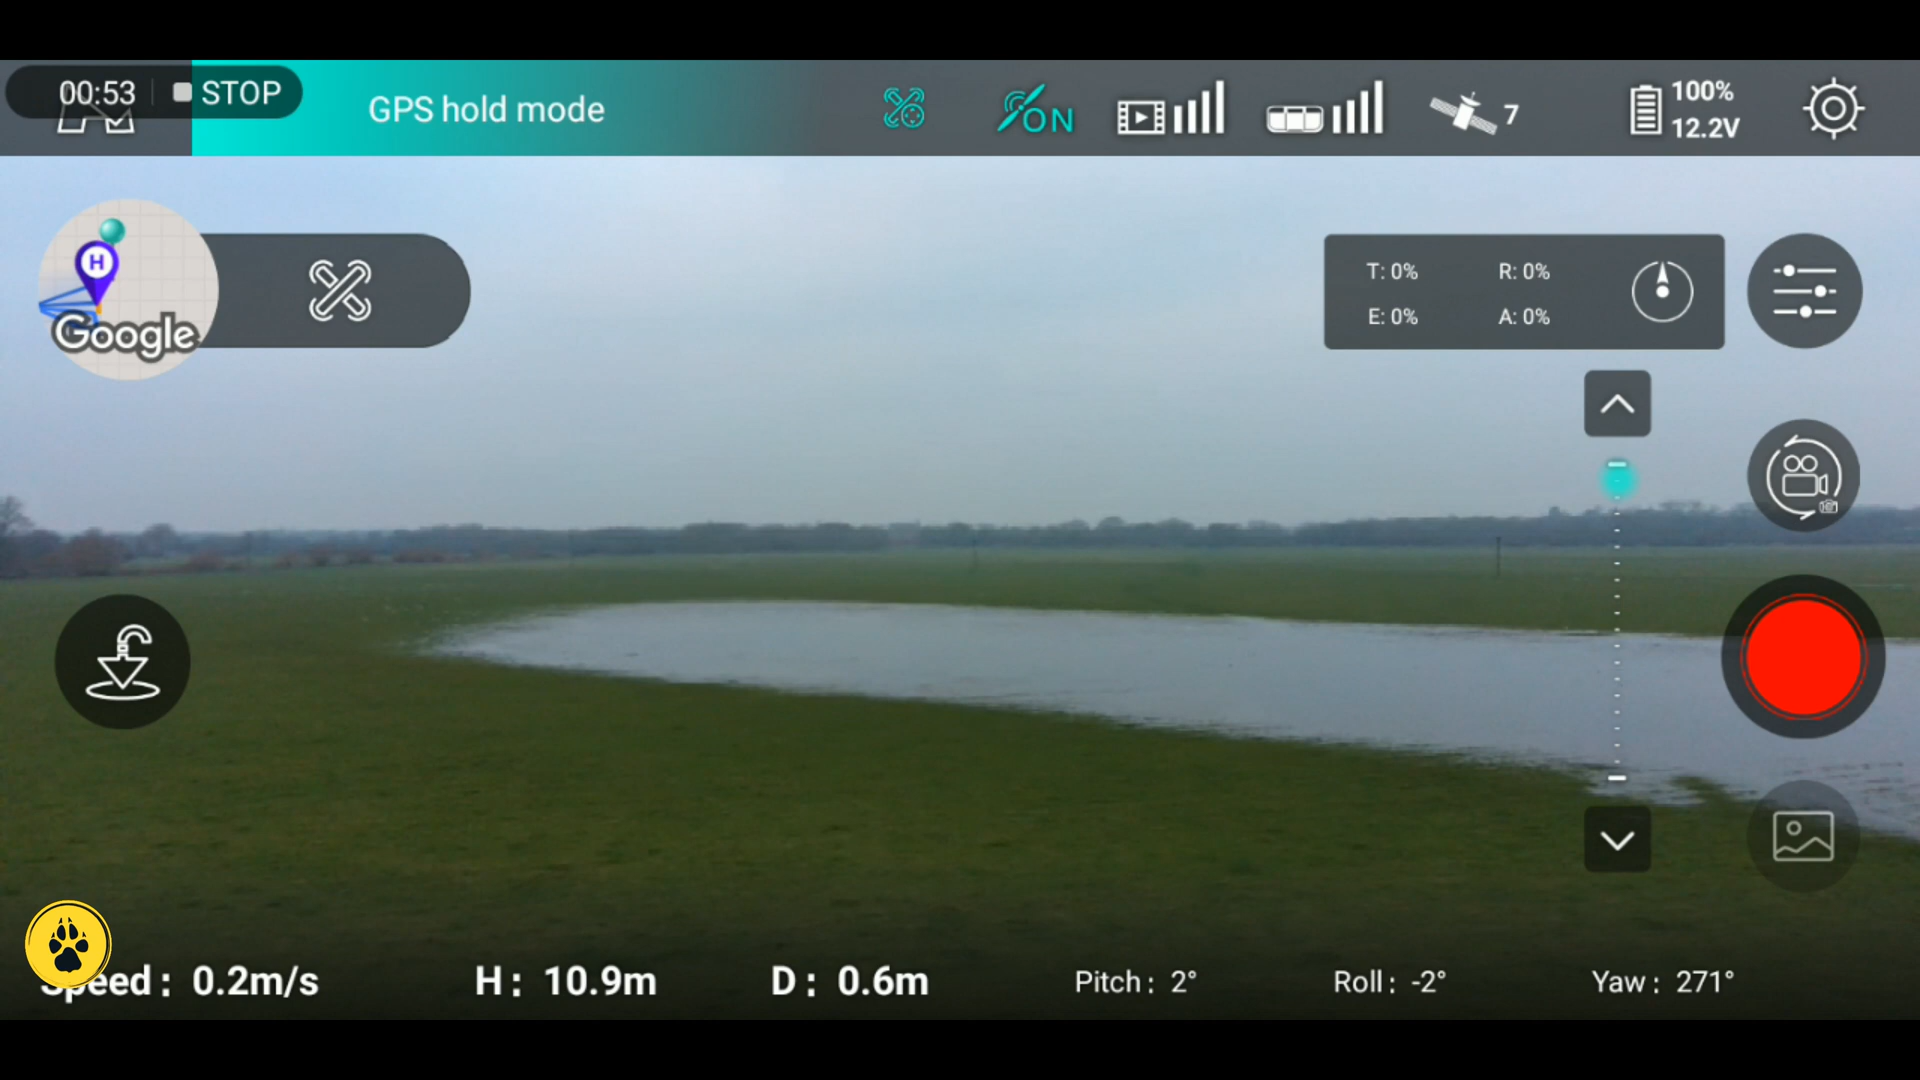 00:53 STOP
GPS hold mode
ON
7
100%
12.2V
H
Google
T: 0% R: 0%
E: 0% A: 0%
Speed : 0.2m/s H : 10.9m D : 0.6m Pitch : 2° Roll : -2° Yaw : 271°